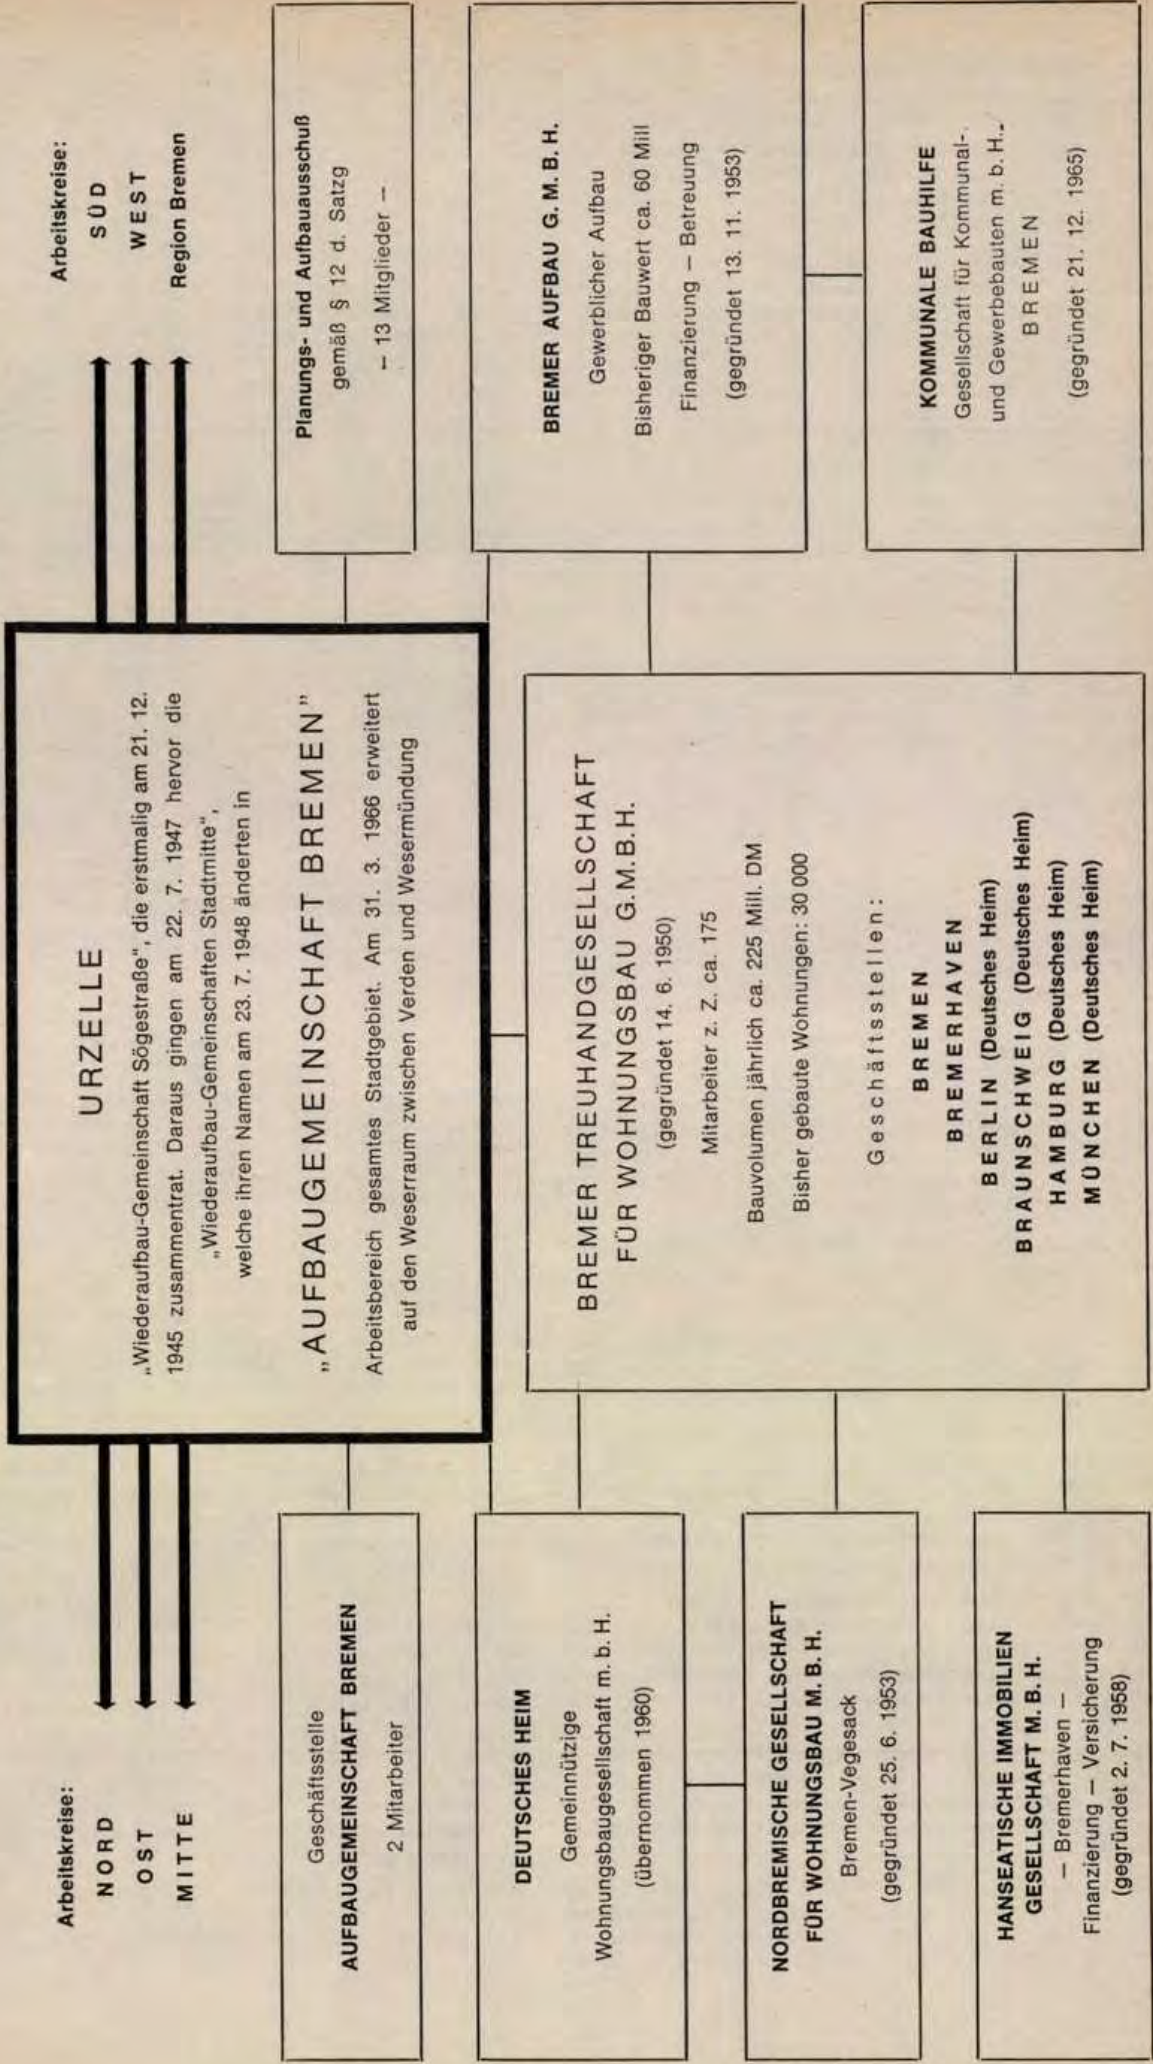 Arbeitskreise:
NORD
OST
MITTE
URZELLE
„Wiederaufbau-Gemeinschaft Sögestraße", die erstmalig am 21. 12.
1945 zusammentrat. Daraus gingen am 22. 7. 1947 hervor die
„Wiederaufbau-Gemeinschaften Stadtmitte",
welche ihren Namen am 23. 7. 1948 änderten in
„AUFBAUGEMEINSCHAFT BREMEN"
Arbeitsbereich gesamtes Stadtgebiet. Am 31. 3. 1966 erweitert
auf den Weserraum zwischen Verden und Wesermündung
Arbeitskreise:
SÜD
WEST
Region Bremen
Geschäftsstelle
AUFBAUGEMEINSCHAFT BREMEN
2 Mitarbeiter
Planungs- und Aufbauausschuß
gemäß § 12 d. Satzg
– 13 Mitglieder –
DEUTSCHES HEIM
Gemeinnützige
Wohnungsbaugesellschaft m. b. H.
(übernommen 1960)
NORDBREMISCHE GESELLSCHAFT
FÜR WOHNUNGSBAU M. B. H.
Bremen-Vegesack
(gegründet 25. 6. 1953)
HANSEATISCHE IMMOBILIEN
GESELLSCHAFT M. B. H.
– Bremerhaven –
Finanzierung – Versicherung
(gegründet 2. 7. 1958)
BREMER TREUHANDGESELLSCHAFT
FÜR WOHNUNGSBAU G.M.B.H.
(gegründet 14. 6. 1950)
Mitarbeiter z. Z. ca. 175
Bauvolumen jährlich ca. 225 Mill. DM
Bisher gebaute Wohnungen: 30 000
Geschäftsstellen:
BREMEN
BREMERHAVEN
BERLIN (Deutsches Heim)
BRAUNSCHWEIG (Deutsches Heim)
HAMBURG (Deutsches Heim)
MÜNCHEN (Deutsches Heim)
BREMER AUFBAU G. M. B. H.
Gewerblicher Aufbau
Bisheriger Bauwert ca. 60 Mill
Finanzierung – Betreuung
(gegründet 13. 11. 1953)
KOMMUNALE BAUHILFE
Gesellschaft für Kommunal-
und Gewerbebauten m. b. H.
BREMEN
(gegründet 21. 12. 1965)